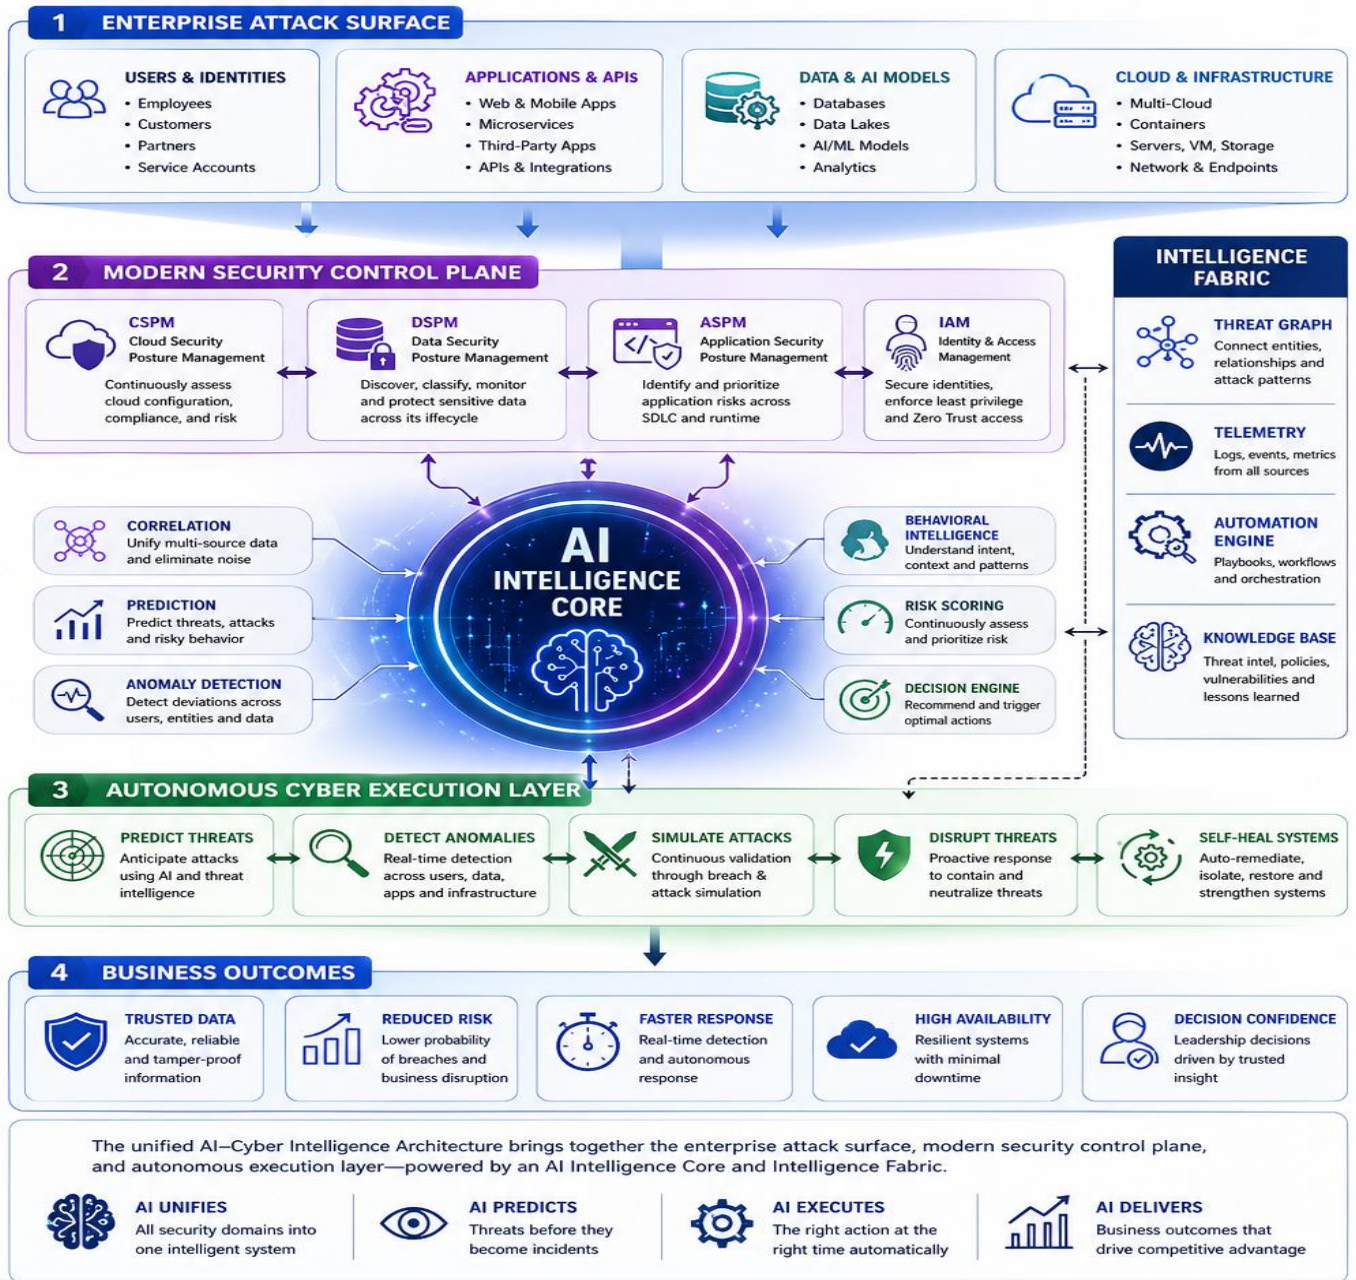 1 ENTERPRISE ATTACK SURFACE
USERS & IDENTITIES
• Employees
• Customers
• Partners
• Service Accounts
APPLICATIONS & APIs
• Web & Mobile Apps
• Microservices
• Third-Party Apps
• APIs & Integrations
DATA & AI MODELS
• Databases
• Data Lakes
• AI/ML Models
• Analytics
CLOUD & INFRASTRUCTURE
• Multi-Cloud
• Containers
• Servers, VM, Storage
• Network & Endpoints
2 MODERN SECURITY CONTROL PLANE
CSPM
Cloud Security
Posture Management
Continuously assess
cloud configuration,
compliance, and risk
DSPM
Data Security
Posture Management
Discover, classify, monitor
and protect sensitive data
across its iffecycle
ASPM
Application Security
Posture Management
Identify and prioritize
application risks across
SDLC and runtime
IAM
Identity & Access
Management
Secure identities,
enforce least privilege
and Zero Trust access
INTELLIGENCE
FABRIC
THREAT GRAPH
Connect entities,
relationships and
attack patterns
TELEMETRY
Logs, events, metrics
from all sources
AUTOMATION
ENGINE
Playbooks, workflows
and orchestration
KNOWLEDGE BASE
Threat intel, policies,
vulnerabilities and
lessons learned
CORRELATION
Unify multi-source data
and eliminate noise
PREDICTION
Predict threats, attacks
and risky behavior
ANOMALY DETECTION
Detect deviations across
users, entities and data
AI
INTELLIGENCE
CORE
BEHAVIORAL
INTELLIGENCE
Understand intent,
context and patterns
RISK SCORING
Continuously assess
and prioritize risk
DECISION ENGINE
Recommend and trigger
optimal actions
3 AUTONOMOUS CYBER EXECUTION LAYER
PREDICT THREATS
Anticipate attacks
using AI and threat
intelligence
DETECT ANOMALIES
Real-time detection
across users, data,
apps and infrastructure
SIMULATE ATTACKS
Continuous validation
through breach &
attack simulation
DISRUPT THREATS
Proactive response
to contain and
neutralize threats
SELF-HEAL SYSTEMS
Auto-remediate,
isolate, restore and
strengthen systems
4 BUSINESS OUTCOMES
TRUSTED DATA
Accurate, reliable
and tamper-proof
information
REDUCED RISK
Lower probability
of breaches and
business disruption
FASTER RESPONSE
Real-time detection
and autonomous
response
HIGH AVAILABILITY
Resilient systems
with minimal
downtime
DECISION CONFIDENCE
Leadership decisions
driven by trusted
insight
The unified AI–Cyber Intelligence Architecture brings together the enterprise attack surface, modern security control plane,
and autonomous execution layer—powered by an AI Intelligence Core and Intelligence Fabric.
AI UNIFIES
All security domains into
one intelligent system
AI PREDICTS
Threats before they
become incidents
AI EXECUTES
The right action at the
right time automatically
AI DELIVERS
Business outcomes that
drive competitive advantage